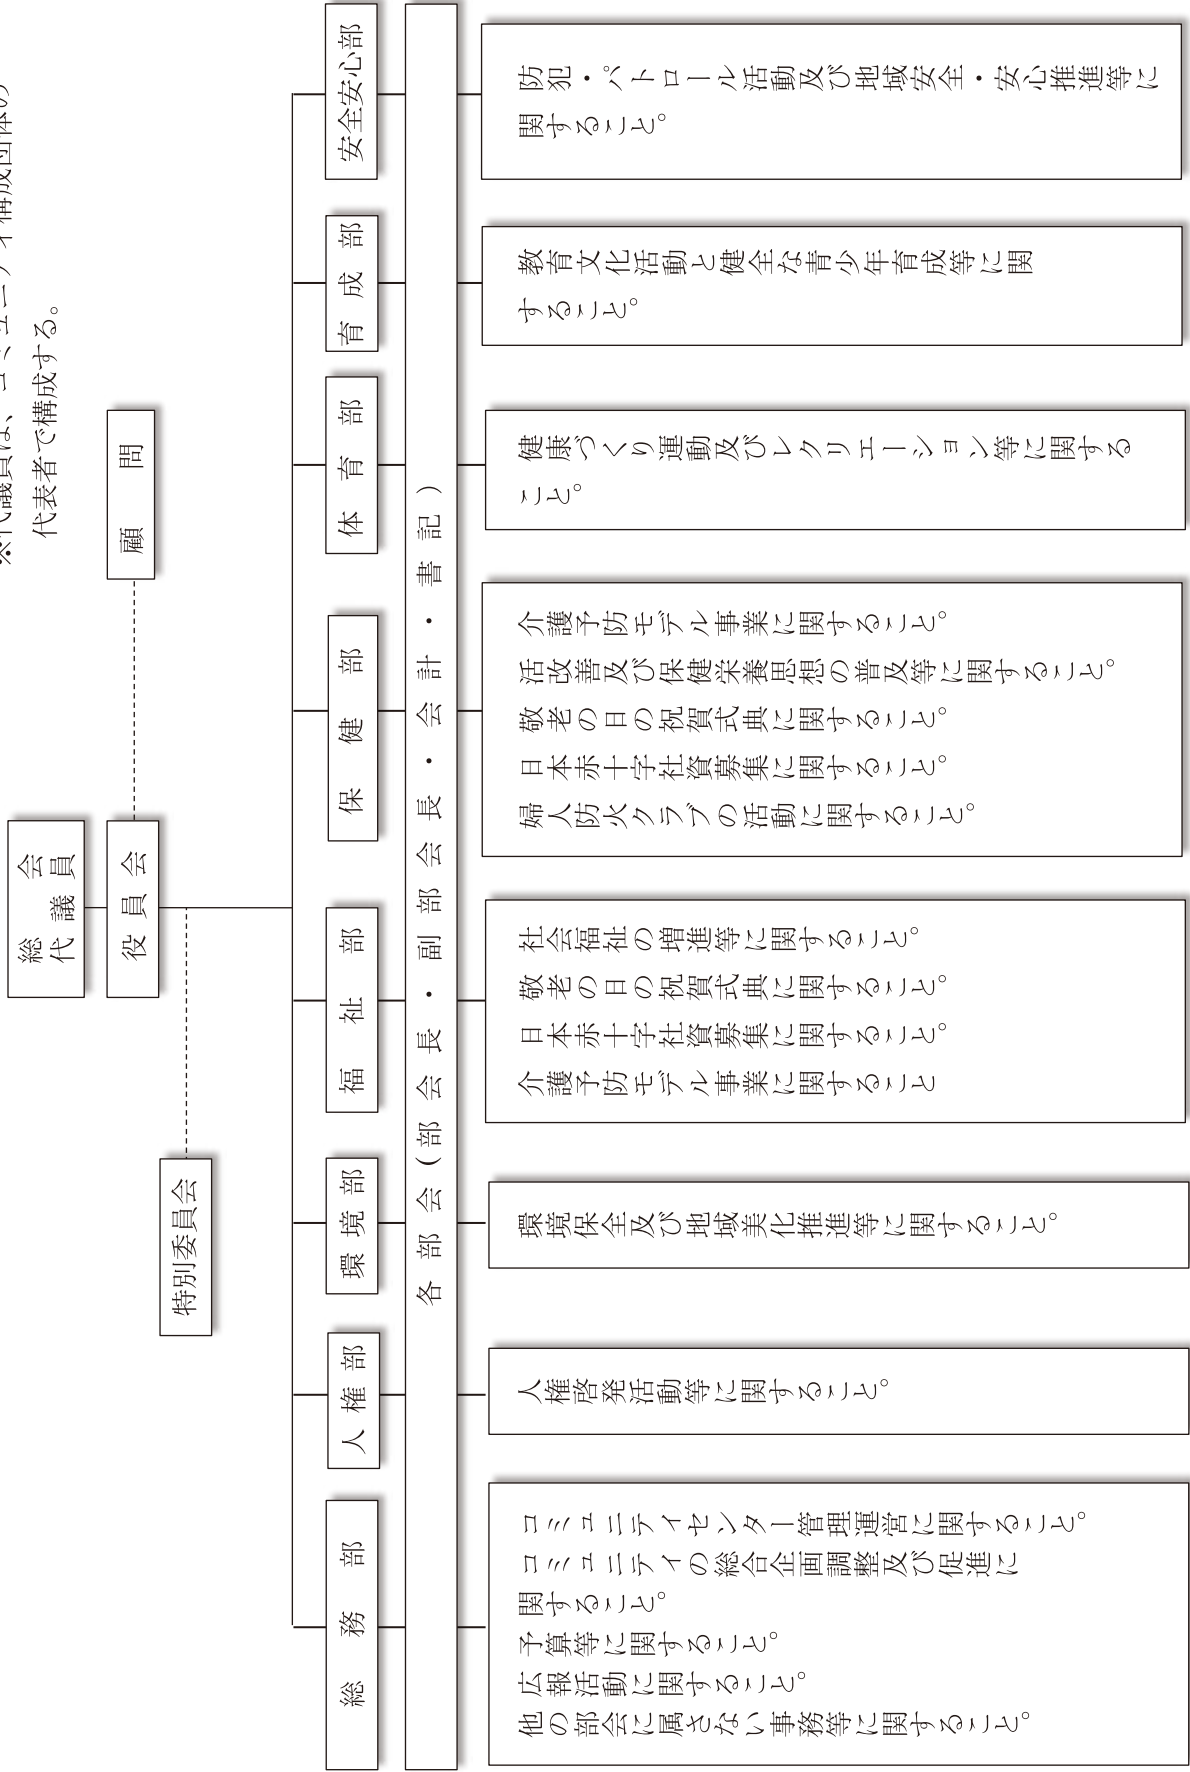 ※代議員は、コミュニティ構成団体の
代表者で構成する。
総会
代議員
役員会
顧問
特別委員会
総務部
人権部
環境部
福祉部
保健部
体育部
育成部
安全安心部
各部会(部会長・副部会長・会計・書記)
コミュニティセンター管理運営に関すること。
コミュニティの総合企画調整及び促進に
関すること。
予算等に関すること。
広報活動に関すること。
他の部会に属さない事務等に関すること。
人権啓発活動等に関すること。
環境保全及び地域美化推進等に関すること。
社会福祉の増進等に関すること。
敬老の日の祝賀式典に関すること。
日本赤十字社資募集に関すること。
介護予防モデル事業に関すること
介護予防モデル事業に関すること。
活改善及び保健栄養思想の普及等に関すること。
敬老の日の祝賀式典に関すること。
日本赤十字社資募集に関すること。
婦人防火クラブの活動に関すること。
健康づくり運動及びレクリエーション等に関する
こと。
教育文化活動と健全な青少年育成等に関
すること。
防犯・パトロール活動及び地域安全・安心推進等に
関すること。